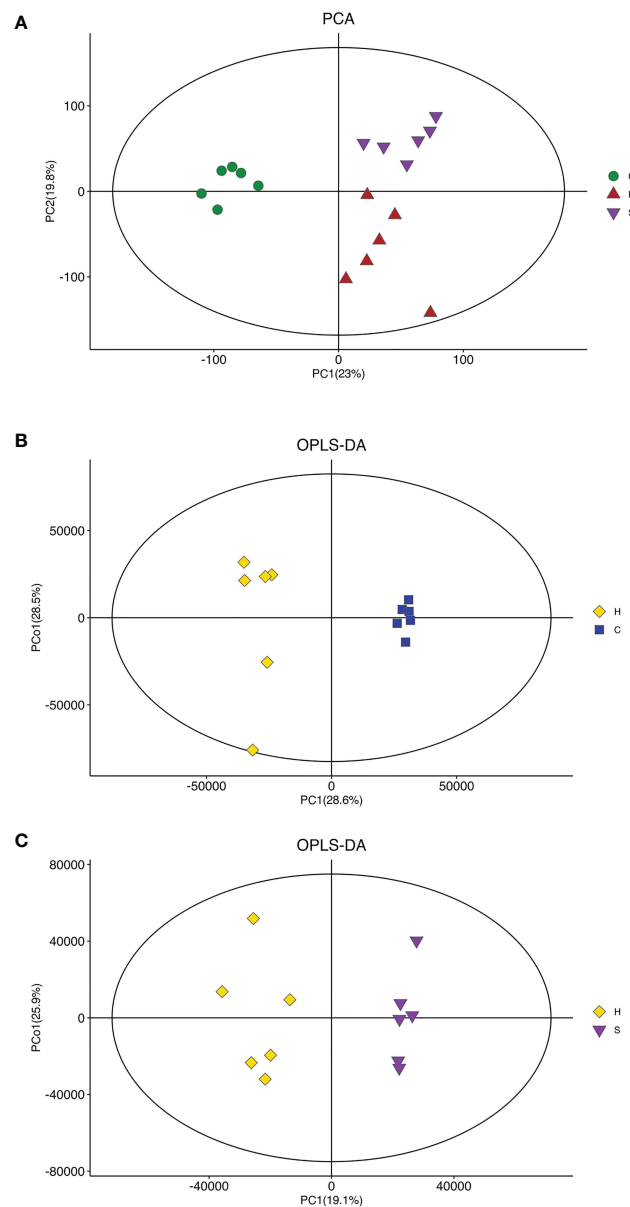 A
PCA
100
0
-100
PC2(19.8%)
-100
0
100
PC1(23%)
B
OPLS-DA
50000
0
-50000
PCo1(28.5%)
H
C
-50000
0
50000
PC1(28.6%)
C
OPLS-DA
80000
40000
0
-40000
-80000
PCo1(25.9%)
H
S
-40000
0
40000
PC1(19.1%)